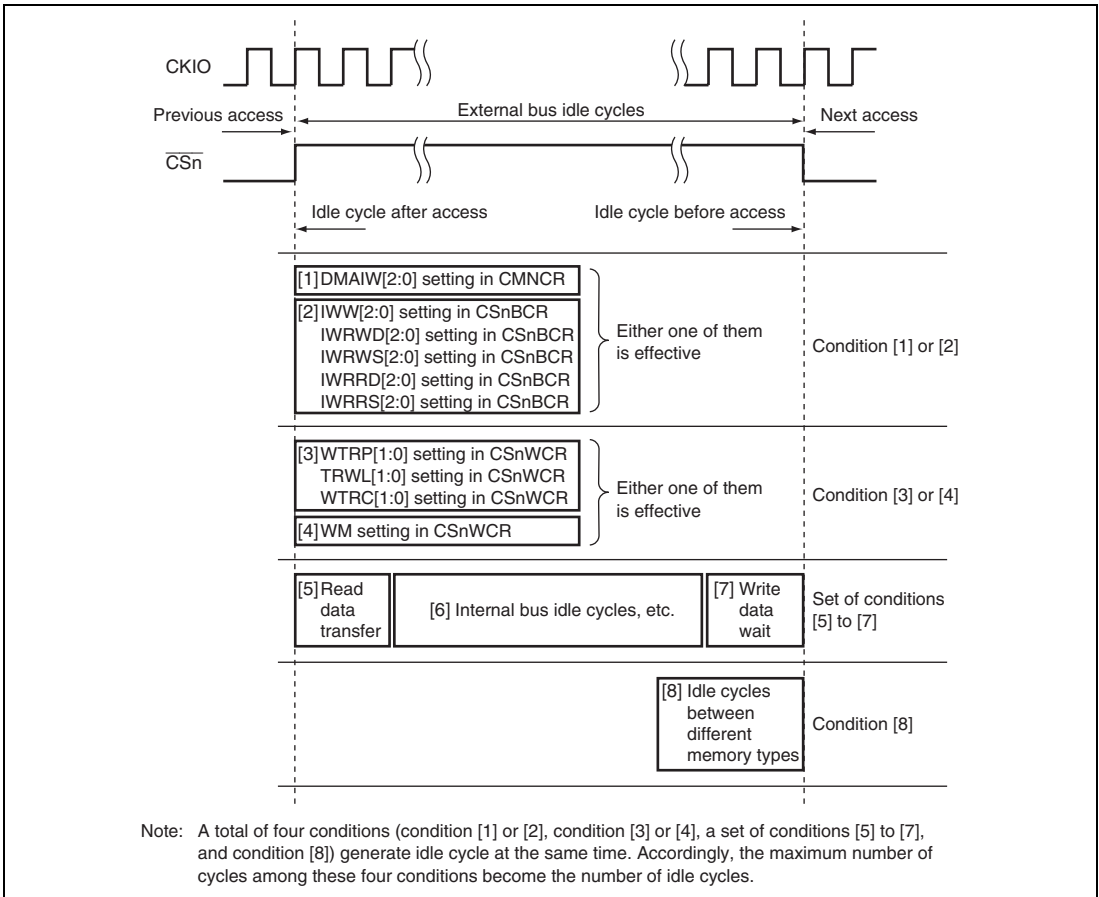 CKIO
Previous access
External bus idle cycles
Next access
CSn
Idle cycle after access
Idle cycle before access
[1] DMAIW[2:0] setting in CMNCR
[2] IWW[2:0] setting in CSnBCR
IWRWD[2:0] setting in CSnBCR
IWRWS[2:0] setting in CSnBCR
IWRRD[2:0] setting in CSnBCR
IWRRS[2:0] setting in CSnBCR
Either one of them
is effective
Condition [1] or [2]
[3] WTRP[1:0] setting in CSnWCR
TRWL[1:0] setting in CSnWCR
WTRC[1:0] setting in CSnWCR
[4] WM setting in CSnWCR
Either one of them
is effective
Condition [3] or [4]
[5] Read
data
transfer
[6] Internal bus idle cycles, etc.
[7] Write
data
wait
Set of conditions
[5] to [7]
[8] Idle cycles
between
different
memory types
Condition [8]
Note: A total of four conditions (condition [1] or [2], condition [3] or [4], a set of conditions [5] to [7],
and condition [8]) generate idle cycle at the same time. Accordingly, the maximum number of
cycles among these four conditions become the number of idle cycles.